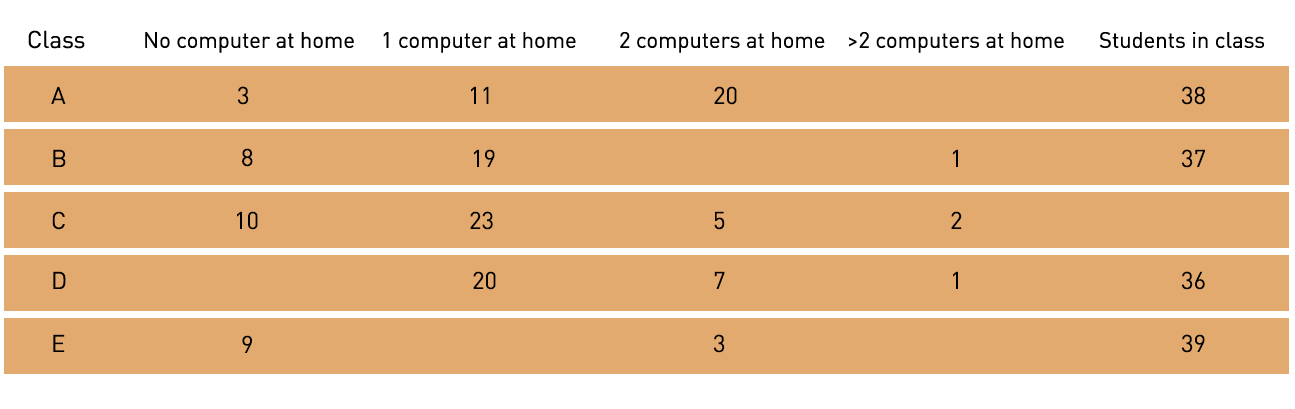 Class No computer at home 1 computer at home 2 computers at home >2 computers at home Students in class
A 3 11 20 38
B 8 19 1 37
C 10 23 5 2
D 20 7 1 36
E 9 3 39